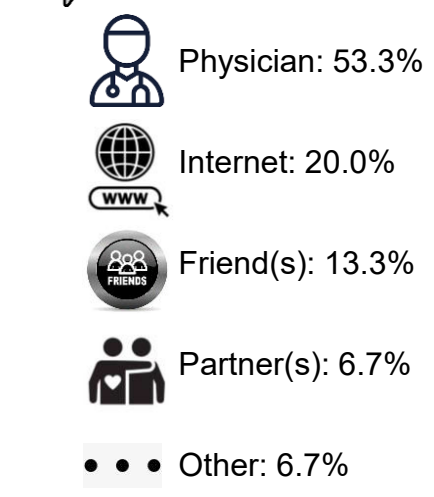 Physician: 53.3%
Internet: 20.0%
WWW
Friend(s): 13.3%
FRIENDS
Partner(s): 6.7%
Other: 6.7%